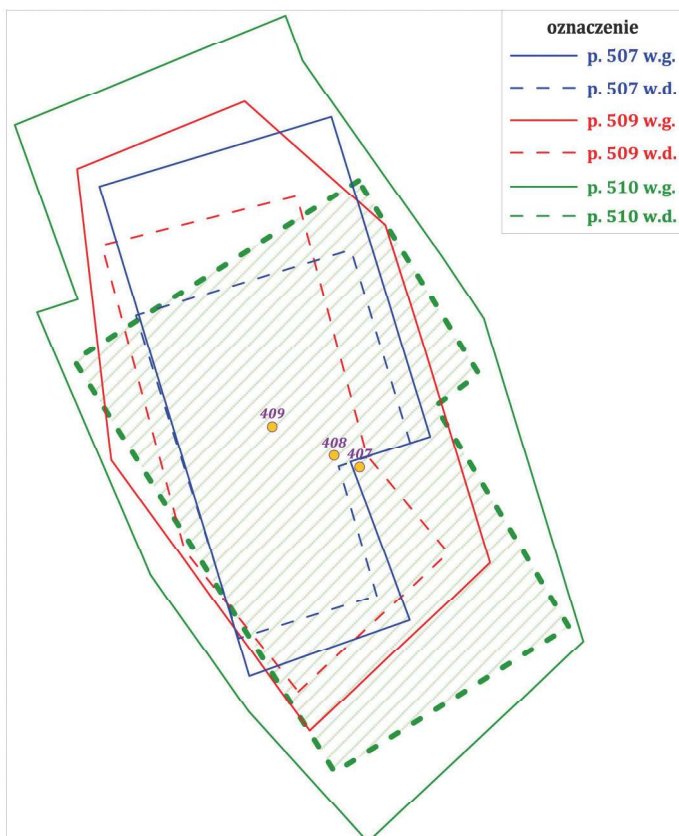 oznaczenie
p. 507 w.g.
p. 507 w.d.
p. 509 w.g.
p. 509 w.d.
p. 510 w.g.
p. 510 w.d.
409
408
407